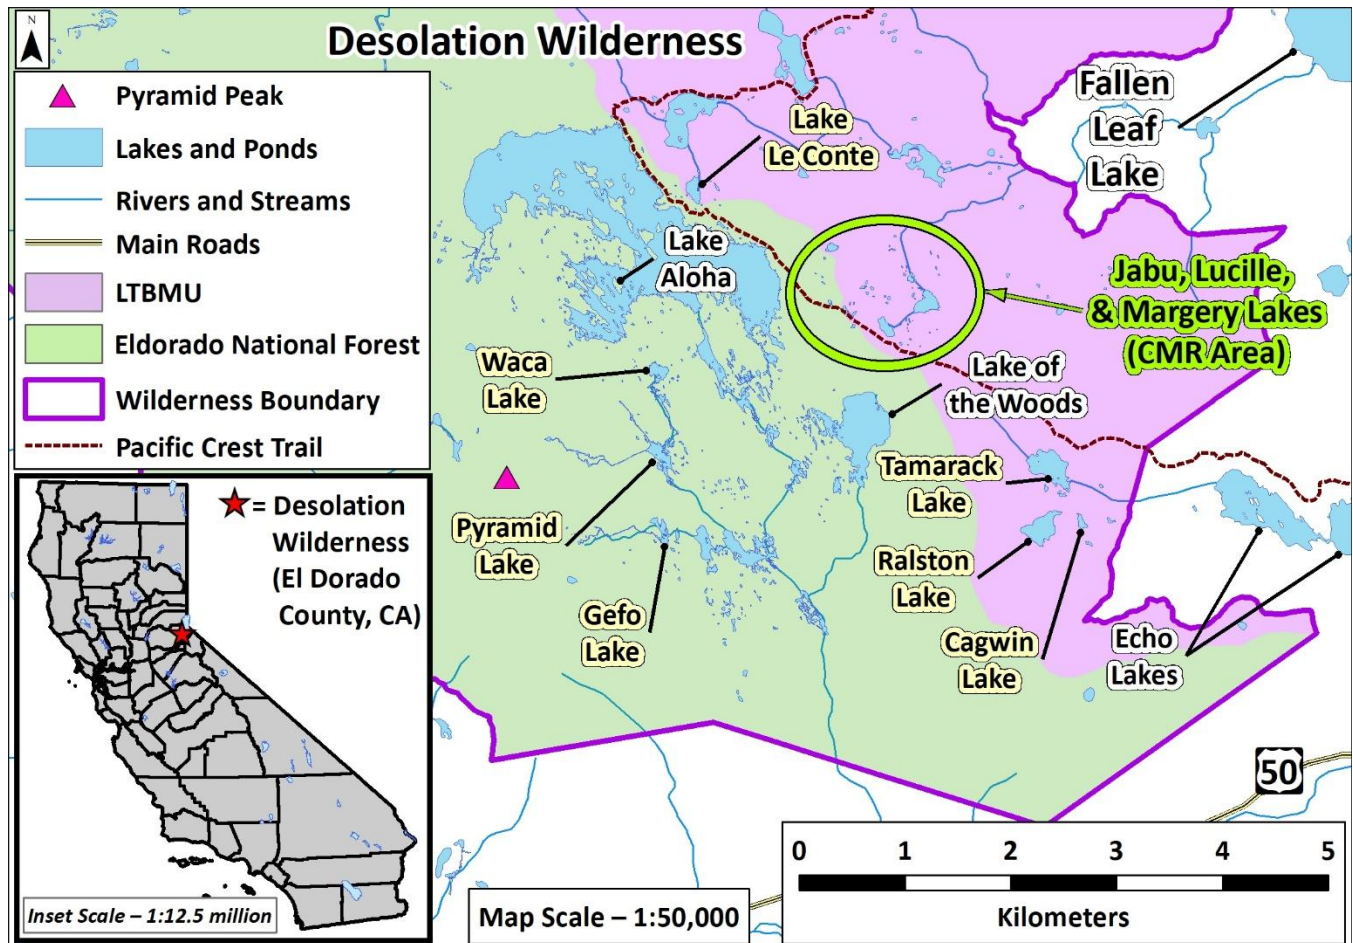 N
Desolation Wilderness
Pyramid Peak
Lakes and Ponds
Rivers and Streams
Main Roads
LTBMU
Eldorado National Forest
Wilderness Boundary
Pacific Crest Trail
Fallen
Leaf
Lake
Lake
Le Conte
Lake
Aloha
Jabu, Lucille,
& Margery Lakes
(CMR Area)
Waca
Lake
Lake of
the Woods
Tamarack
Lake
Pyramid
Lake
Ralston
Lake
Gefo
Lake
Cagwin
Lake
Echo
Lakes
50
= Desolation
Wilderness
(El Dorado
County, CA)
Inset Scale – 1:12.5 million
Map Scale – 1:50,000
0 1 2 3 4 5
Kilometers